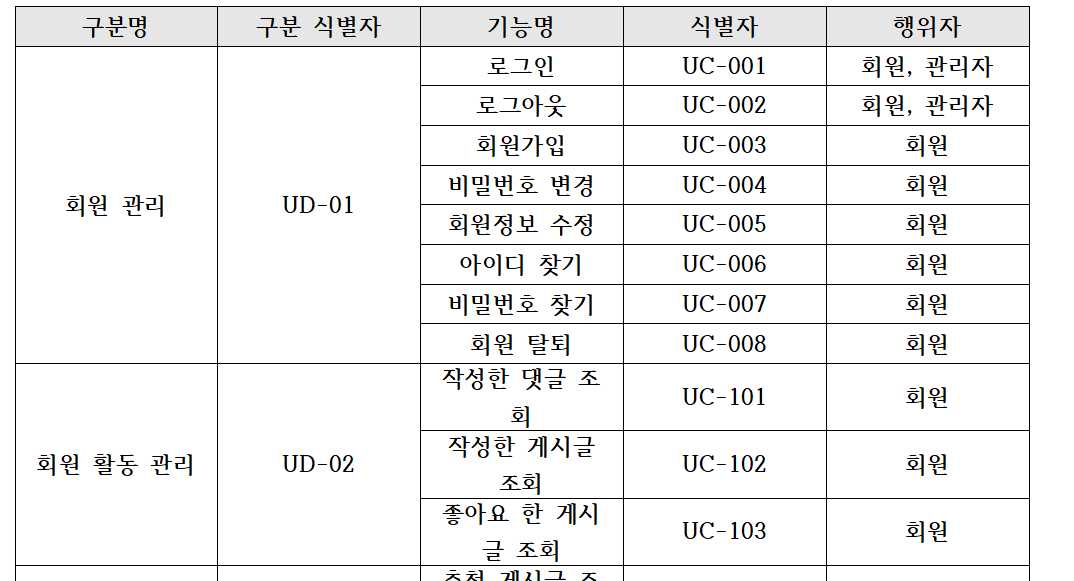 구분명 구분 식별자 기능명 식별자 행위자
회원 관리 UD-01 로그인 UC-001 회원, 관리자
로그아웃 UC-002 회원, 관리자
회원가입 UC-003 회원
비밀번호 변경 UC-004 회원
회원정보 수정 UC-005 회원
아이디 찾기 UC-006 회원
비밀번호 찾기 UC-007 회원
회원 탈퇴 UC-008 회원
회원 활동 관리 UD-02 작성한 댓글 조
회 UC-101 회원
작성한 게시글
조회 UC-102 회원
좋아요 한 게시
글 조회 UC-103 회원
게시글 조